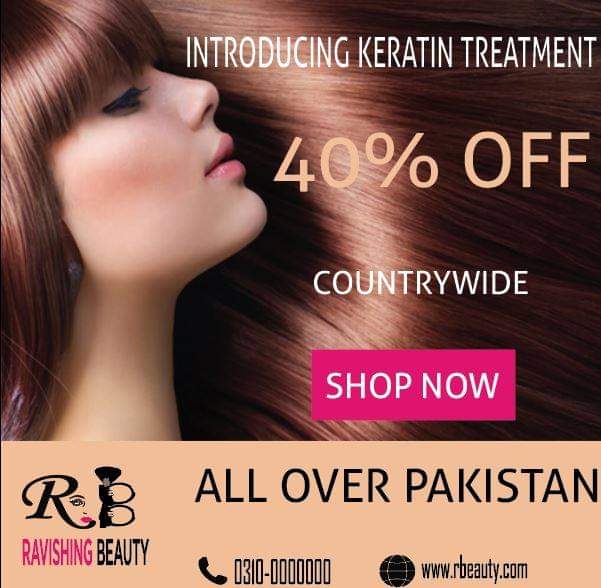 INTRODUCING KERATIN TREATMENT
40% OFF
COUNTRYWIDE
SHOP NOW
ALL OVER PAKISTAN
RB
RAVISHING BEAUTY
0310-0000000
www.rbeauty.com